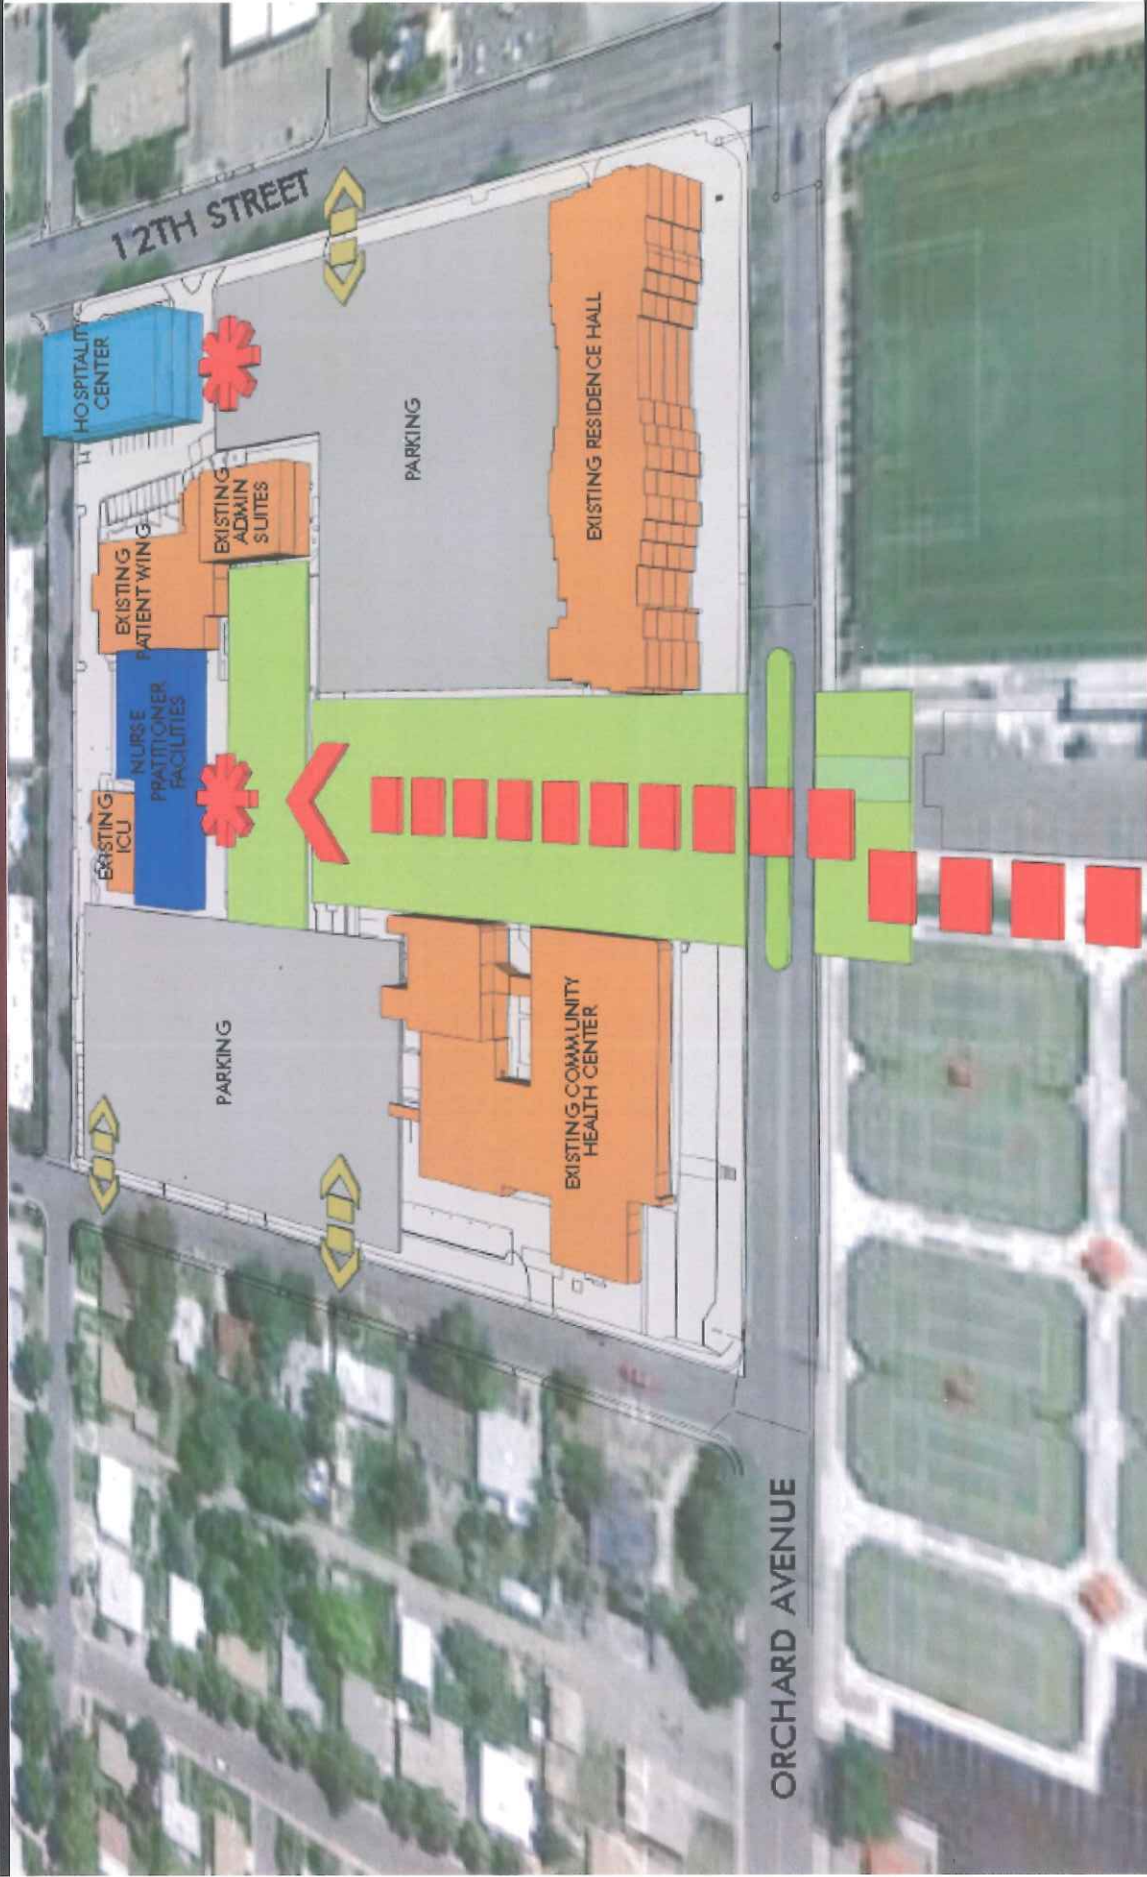 12TH STREET
HOSPITALITY
CENTER
EXISTING
PATIENT WING
EXISTING
ADMIN
SUITES
NURSE
PRATITIONER
FACILITIES
EXISTING
ICU
PARKING
PARKING
EXISTING RESIDENCE HALL
EXISTING COMMUNITY
HEALTH CENTER
ORCHARD AVENUE